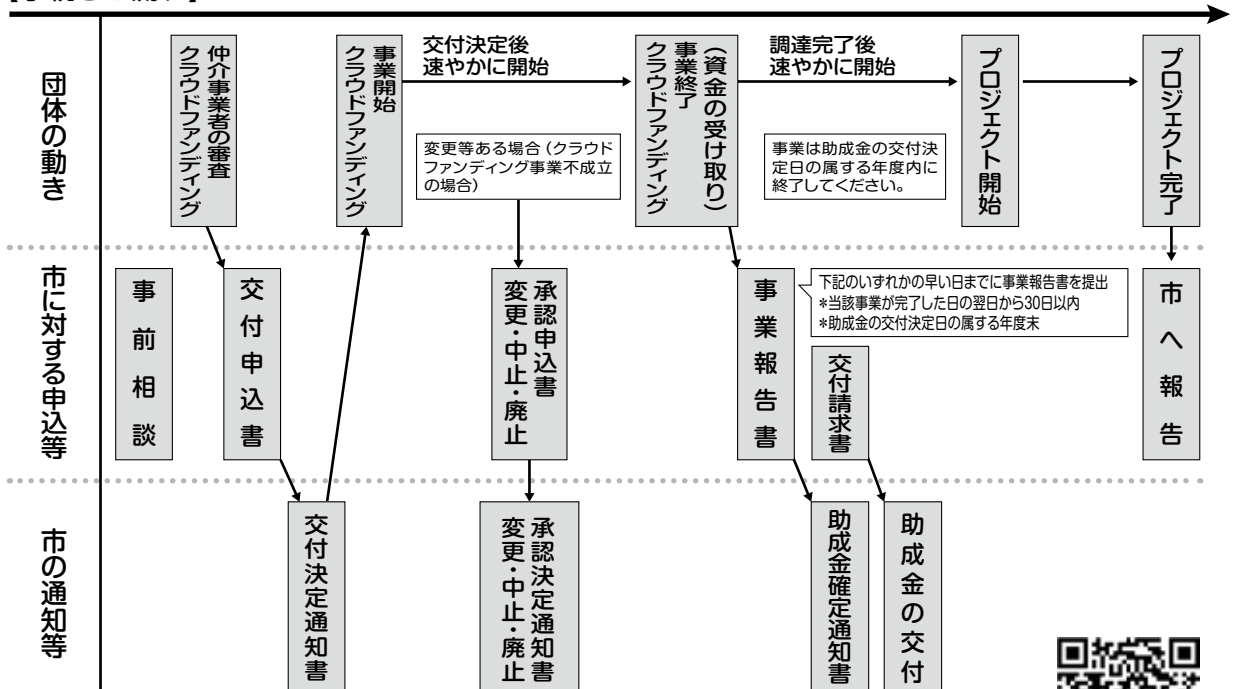 団体の動き
クラウドファンディング
仲介事業者の審査
クラウドファンディング
事業開始
交付決定後
速やかに開始
変更等ある場合（クラウド
ファンディング事業不成立
の場合）
クラウドファンディング
事業終了
（資金の受け取り）
調達完了後
速やかに開始
事業は助成金の交付決
定日の属する年度内に
終了してください。
プロジェクト開始
プロジェクト完了
市に対する申込等
事前相談
交付申込書
変更・中止・廃止
承認申込書
事業報告書
下記のいずれかの早い日までに事業報告書を提出
*当該事業が完了した日の翌日から30日以内
*助成金の交付決定日の属する年度末
交付請求書
市へ報告
市の通知等
交付決定通知書
変更・中止・廃止
承認決定通知書
助成金確定通知書
助成金の交付